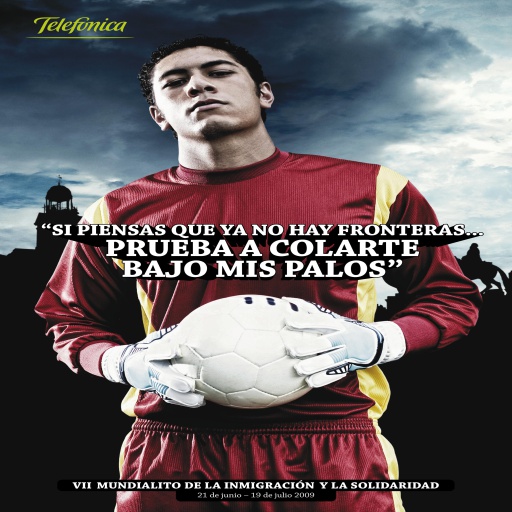 Telefónica
“SI PIENSAS QUE YA NO HAY FRONTERAS...
PRUEBA A COLARTE
BAJO MIS PALOS”
VII MUNDIALITO DE LA INMIGRACIÓN Y LA SOLIDARIDAD
21 de junio – 19 de julio 2009